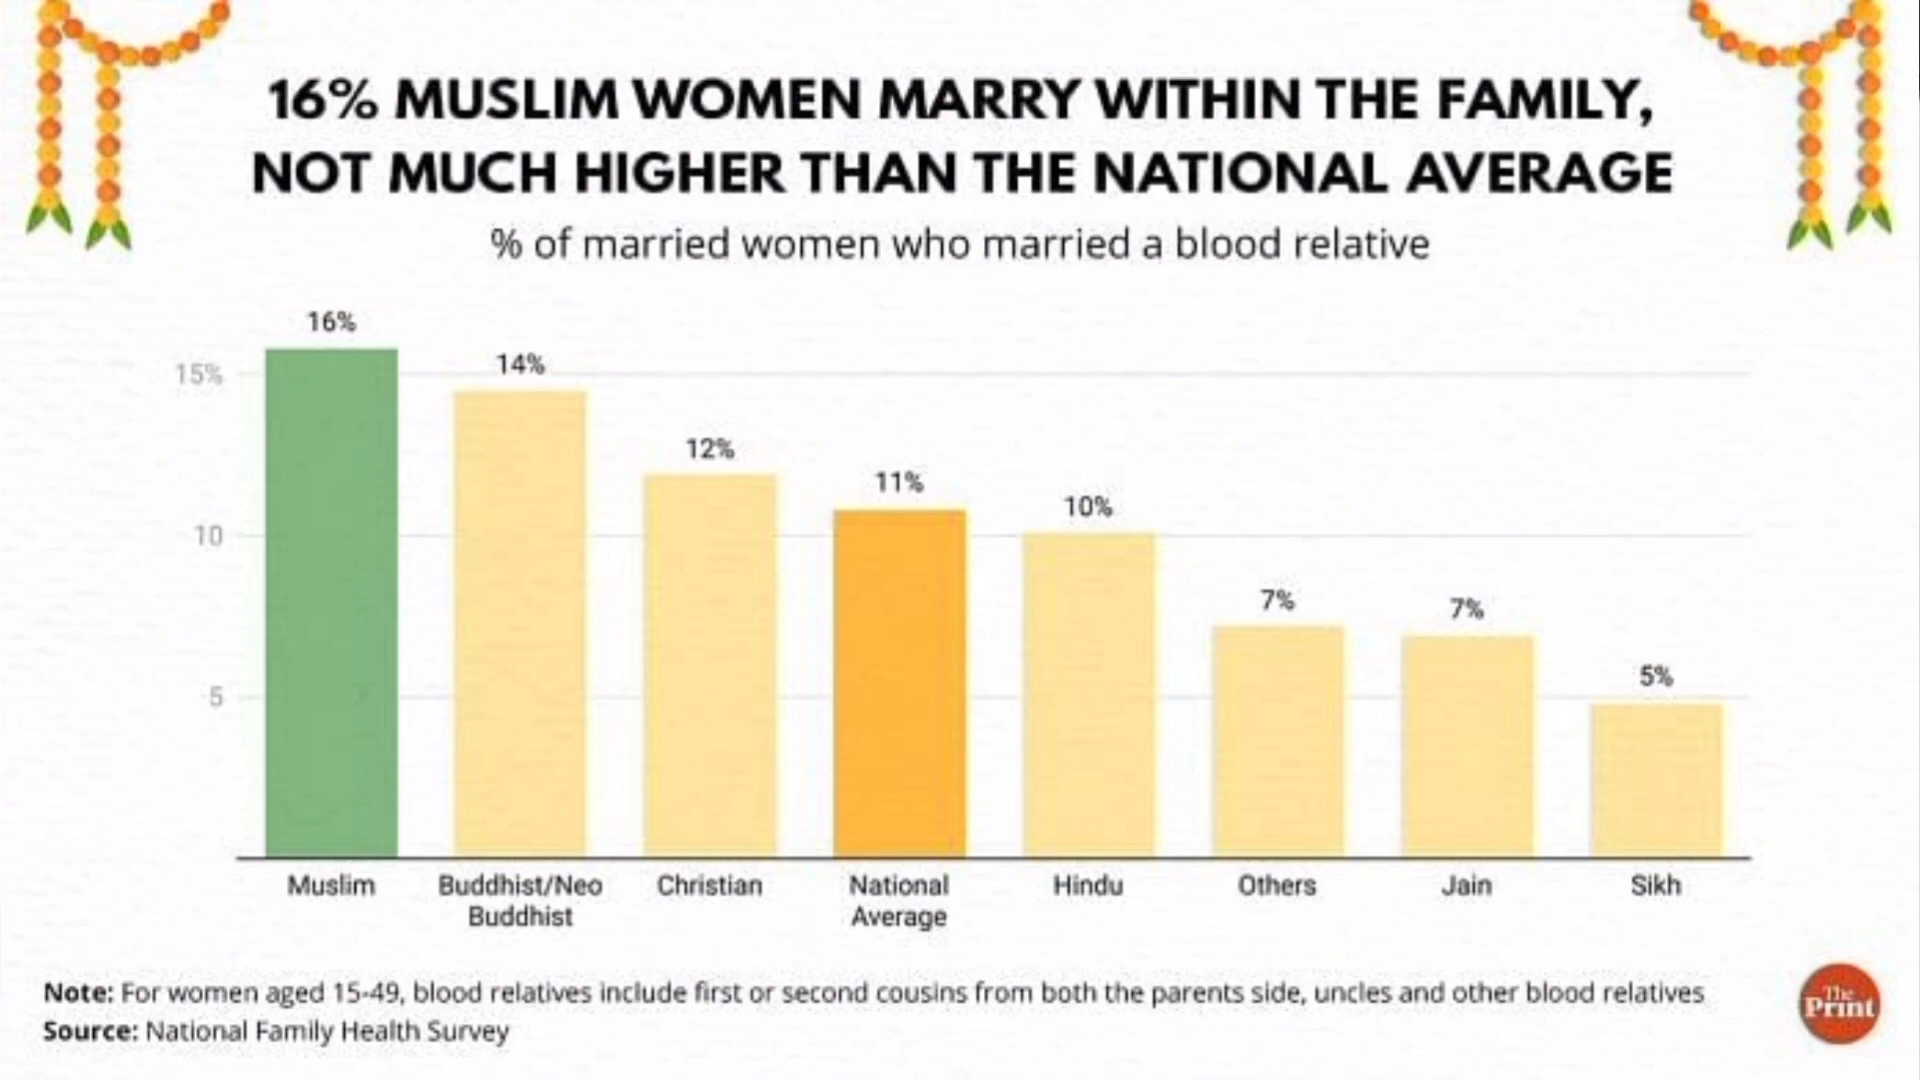 16% MUSLIM WOMEN MARRY WITHIN THE FAMILY,
NOT MUCH HIGHER THAN THE NATIONAL AVERAGE
% of married women who married a blood relative
16%
14%
12%
11%
10%
7%
7%
5%
15%
10
5
Muslim
Buddhist/Neo
Buddhist
Christian
National
Average
Hindu
Others
Jain
Sikh
Note: For women aged 15-49, blood relatives include first or second cousins from both the parents side, uncles and other blood relatives
Source: National Family Health Survey
The
Print